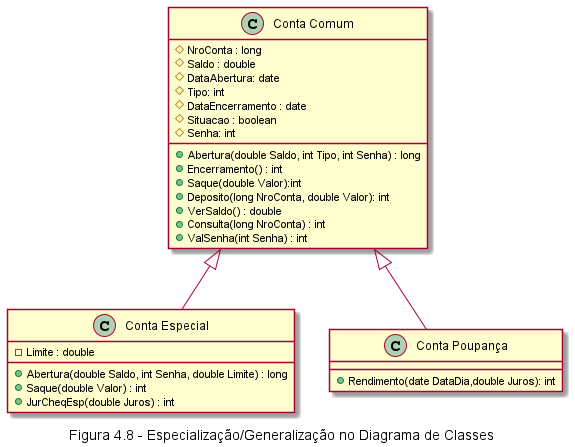 C Conta Comum
NroConta : long
Saldo : double
DataAbertura: date
Tipo: int
DataEncerramento : date
Situacao : boolean
Senha: int
Abertura(double Saldo, int Tipo, int Senha) : long
Encerramento() : int
Saque(double Valor):int
Deposito(long NroConta, double Valor): int
VerSaldo() : double
Consulta(long NroConta) : int
ValSenha(int Senha) : int
C Conta Especial
Limite : double
Abertura(double Saldo, int Senha, double Limite) : long
Saque(double Valor) : int
JurCheqEsp(double Juros) : int
C Conta Poupança
Rendimento(date DataDia,double Juros): int
Figura 4.8 - Especialização/Generalização no Diagrama de Classes